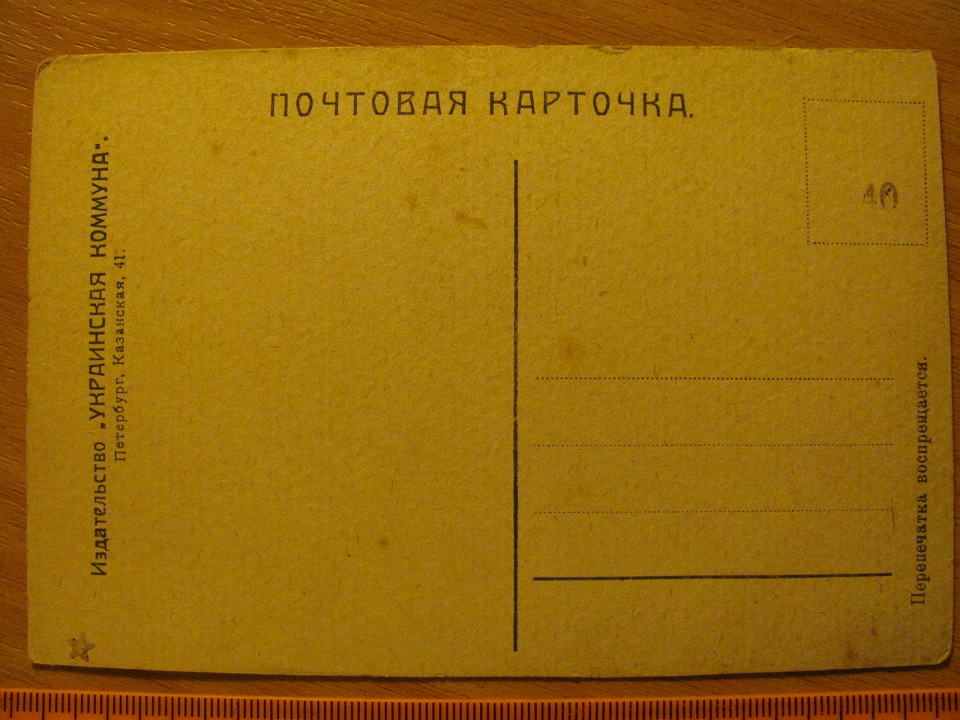 ПОЧТОВАЯ КАРТОЧКА.
Издательство „УКРАИНСКАЯ КОММУНА".
Петербург, Казанская, 41.
40
Перепечатка воспрещается.